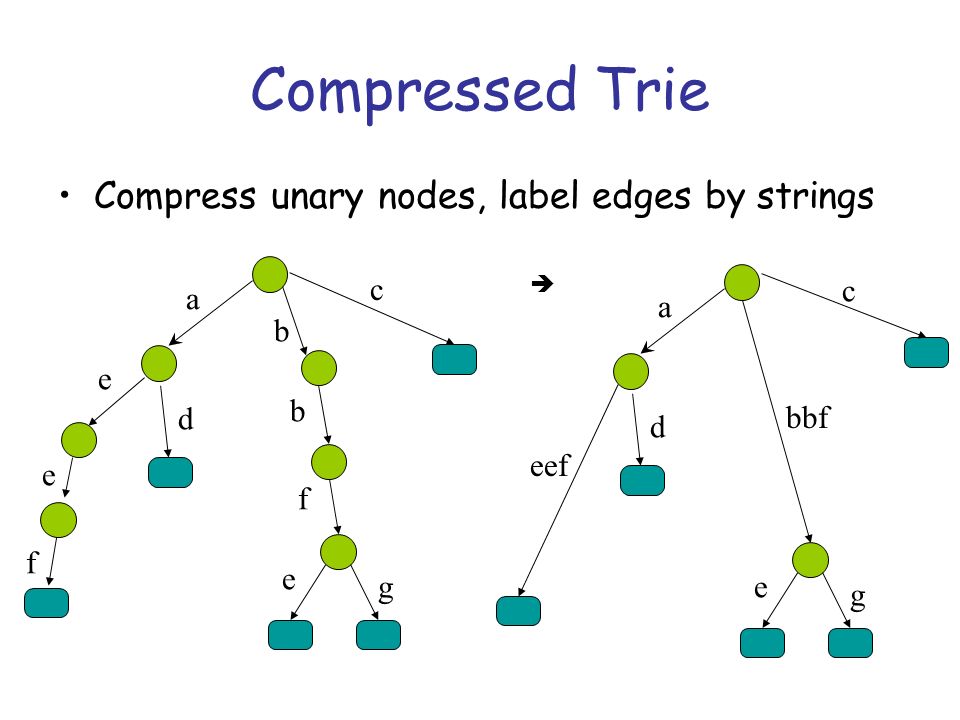 Compressed Trie
• Compress unary nodes, label edges by strings
➔
c
c
a
a
b
e
b
bbf
d
d
eef
e
f
f
e
g
e
g